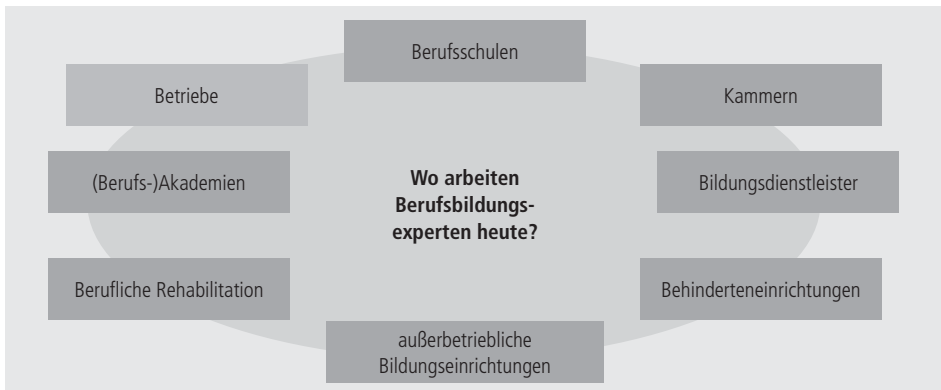 Berufsschulen
Betriebe
Kammern
(Berufs-)Akademien
Wo arbeiten
Berufsbildungs-
experten heute?
Bildungsdienstleister
Berufliche Rehabilitation
Behinderteneinrichtungen
außerbetriebliche
Bildungseinrichtungen